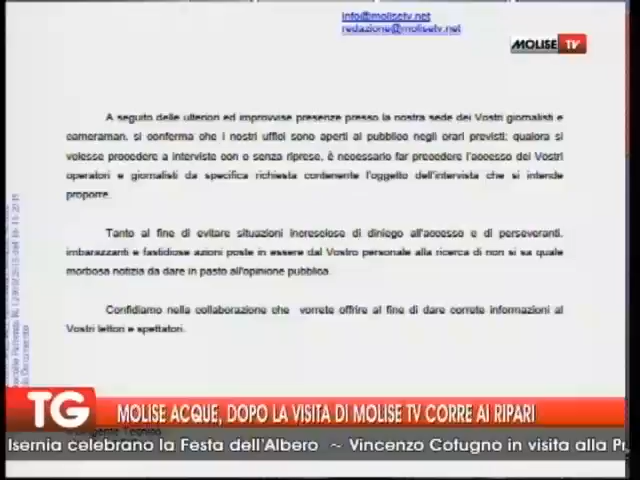 info@molisetv.net
redazione@molisetv.net
MOLISE TV
A seguito delle ulteriori ed improvvise presenze presso la nostra sede dei Vostri giornalisti e
cameraman, si conferma che i nostri uffici sono aperti al pubblico negli orari previsti; qualora si
volesse procedere a interviste con o senza riprese, è necessario far precedere l'accesso dei Vostri
operatori e giornalisti da specifica richiesta contenente l'oggetto dell'intervista che si intende
proporre.
Tanto al fine di evitare situazioni incresciose di diniego all'accesso e di perseveranti,
imbarazzanti e fastidiose azioni poste in essere dal Vostro personale alla ricerca di non si sa quale
morbosa notizia da dare in pasto all'opinione pubblica.
Confidiamo nella collaborazione che vorrete offrire al fine di dare corrette informazioni ai
Vostri lettori e spettatori.
TG
MOLISE ACQUE, DOPO LA VISITA DI MOLISE TV CORRE AI RIPARI
Isernia celebrano la Festa dell'Albero ~ Vincenzo Cotugno in visita alla